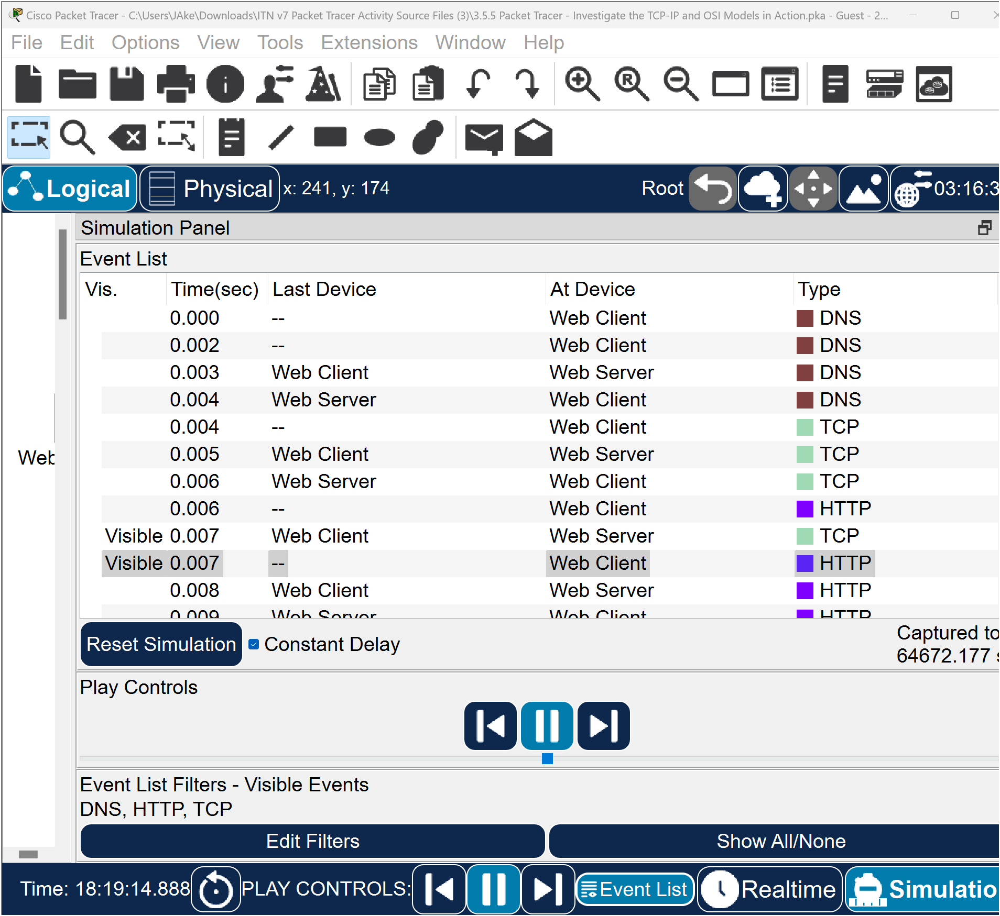 Cisco Packet Tracer - C:\Users\JAke\Downloads\ITN v7 Packet Tracer Activity Source Files (3)\3.5.5 Packet Tracer - Investigate the TCP-IP and OSI Models in Action.pka - Guest - 2...
File Edit Options View Tools Extensions Window Help
Logical Physical x: 241, y: 174 Root 03:16:3
Simulation Panel
Event List
Vis. Time(sec) Last Device At Device Type
0.000 -- Web Client DNS
0.002 -- Web Client DNS
0.003 Web Client Web Server DNS
0.004 Web Server Web Client DNS
0.004 -- Web Client TCP
0.005 Web Client Web Server TCP
0.006 Web Server Web Client TCP
0.006 -- Web Client HTTP
Visible 0.007 Web Client Web Server TCP
Visible 0.007 -- Web Client HTTP
0.008 Web Client Web Server HTTP
0.009 Web Server Web Client HTTP
Web
Reset Simulation Constant Delay Captured to
64672.177 s
Play Controls
Event List Filters - Visible Events
DNS, HTTP, TCP
Edit Filters Show All/None
Time: 18:19:14.888 PLAY CONTROLS: Event List Realtime Simulatio